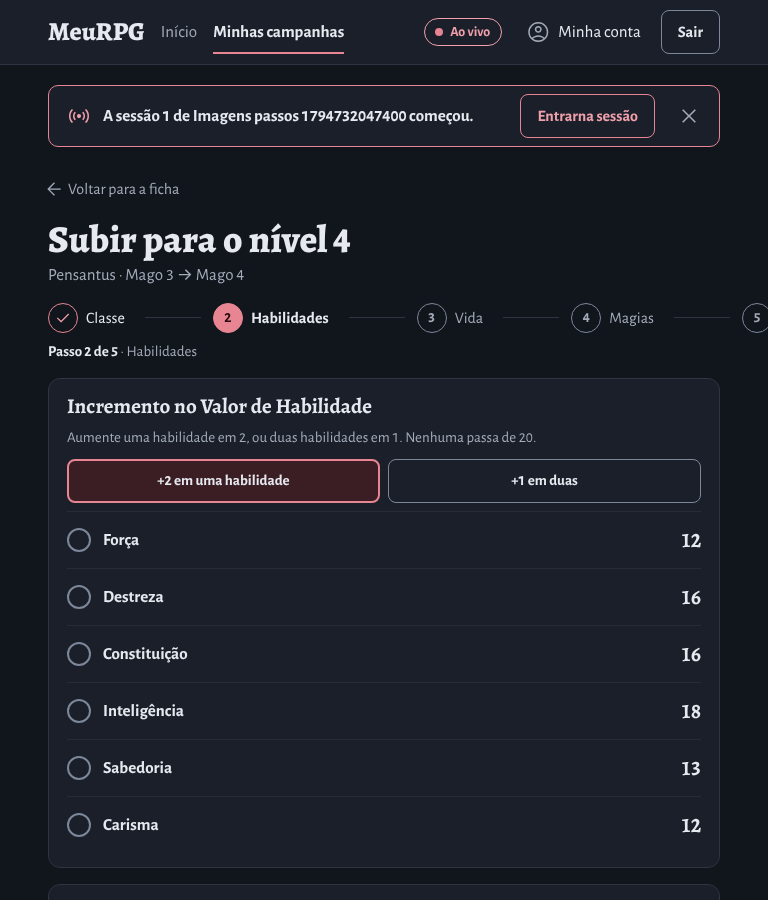 MeuRPG Início Minhas campanhas Ao vivo Minha conta Sair
A sessão 1 de Imagens passos 1794732047400 começou. Entrarna sessão
Voltar para a ficha
Subir para o nível 4
Pensantus · Mago 3 → Mago 4
Classe 2 Habilidades 3 Vida 4 Magias 5
Passo 2 de 5 · Habilidades
Incremento no Valor de Habilidade
Aumente uma habilidade em 2, ou duas habilidades em 1. Nenhuma passa de 20.
+2 em uma habilidade +1 em duas
Força 12
Destreza 16
Constituição 16
Inteligência 18
Sabedoria 13
Carisma 12